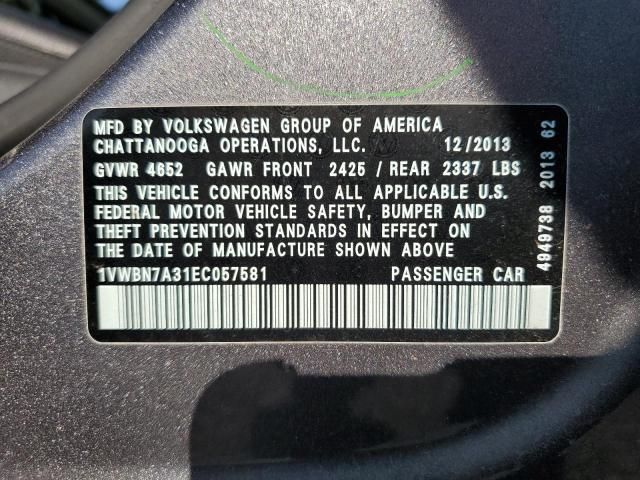 MFD BY VOLKSWAGEN GROUP OF AMERICA
CHATTANOOGA OPERATIONS, LLC. 12/2013
GVWR 4652 GAWR FRONT 2425 / REAR 2337 LBS
THIS VEHICLE CONFORMS TO ALL APPLICABLE U.S.
FEDERAL MOTOR VEHICLE SAFETY, BUMPER AND
THEFT PREVENTION STANDARDS IN EFFECT ON
THE DATE OF MANUFACTURE SHOWN ABOVE
1VWBN7A31EC057581 PASSENGER CAR
4949738 2013 62